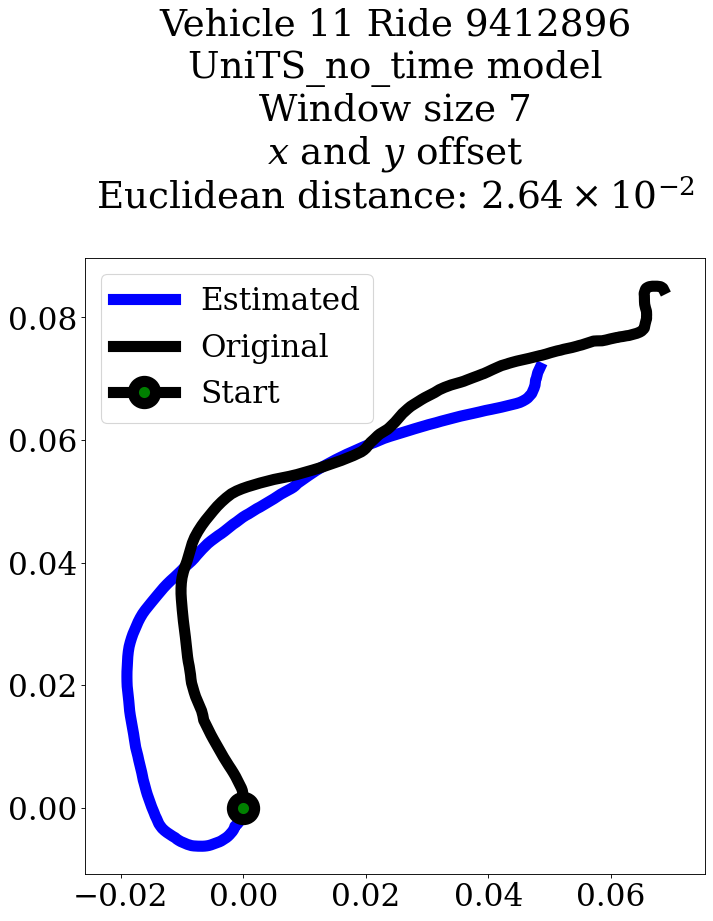 Vehicle 11 Ride 9412896
UniTS_no_time model
Window size 7
x and y offset
Euclidean distance: 2.64 × 10⁻²
Estimated
Original
Start
0.08
0.06
0.04
0.02
0.00
−0.02 0.00 0.02 0.04 0.06